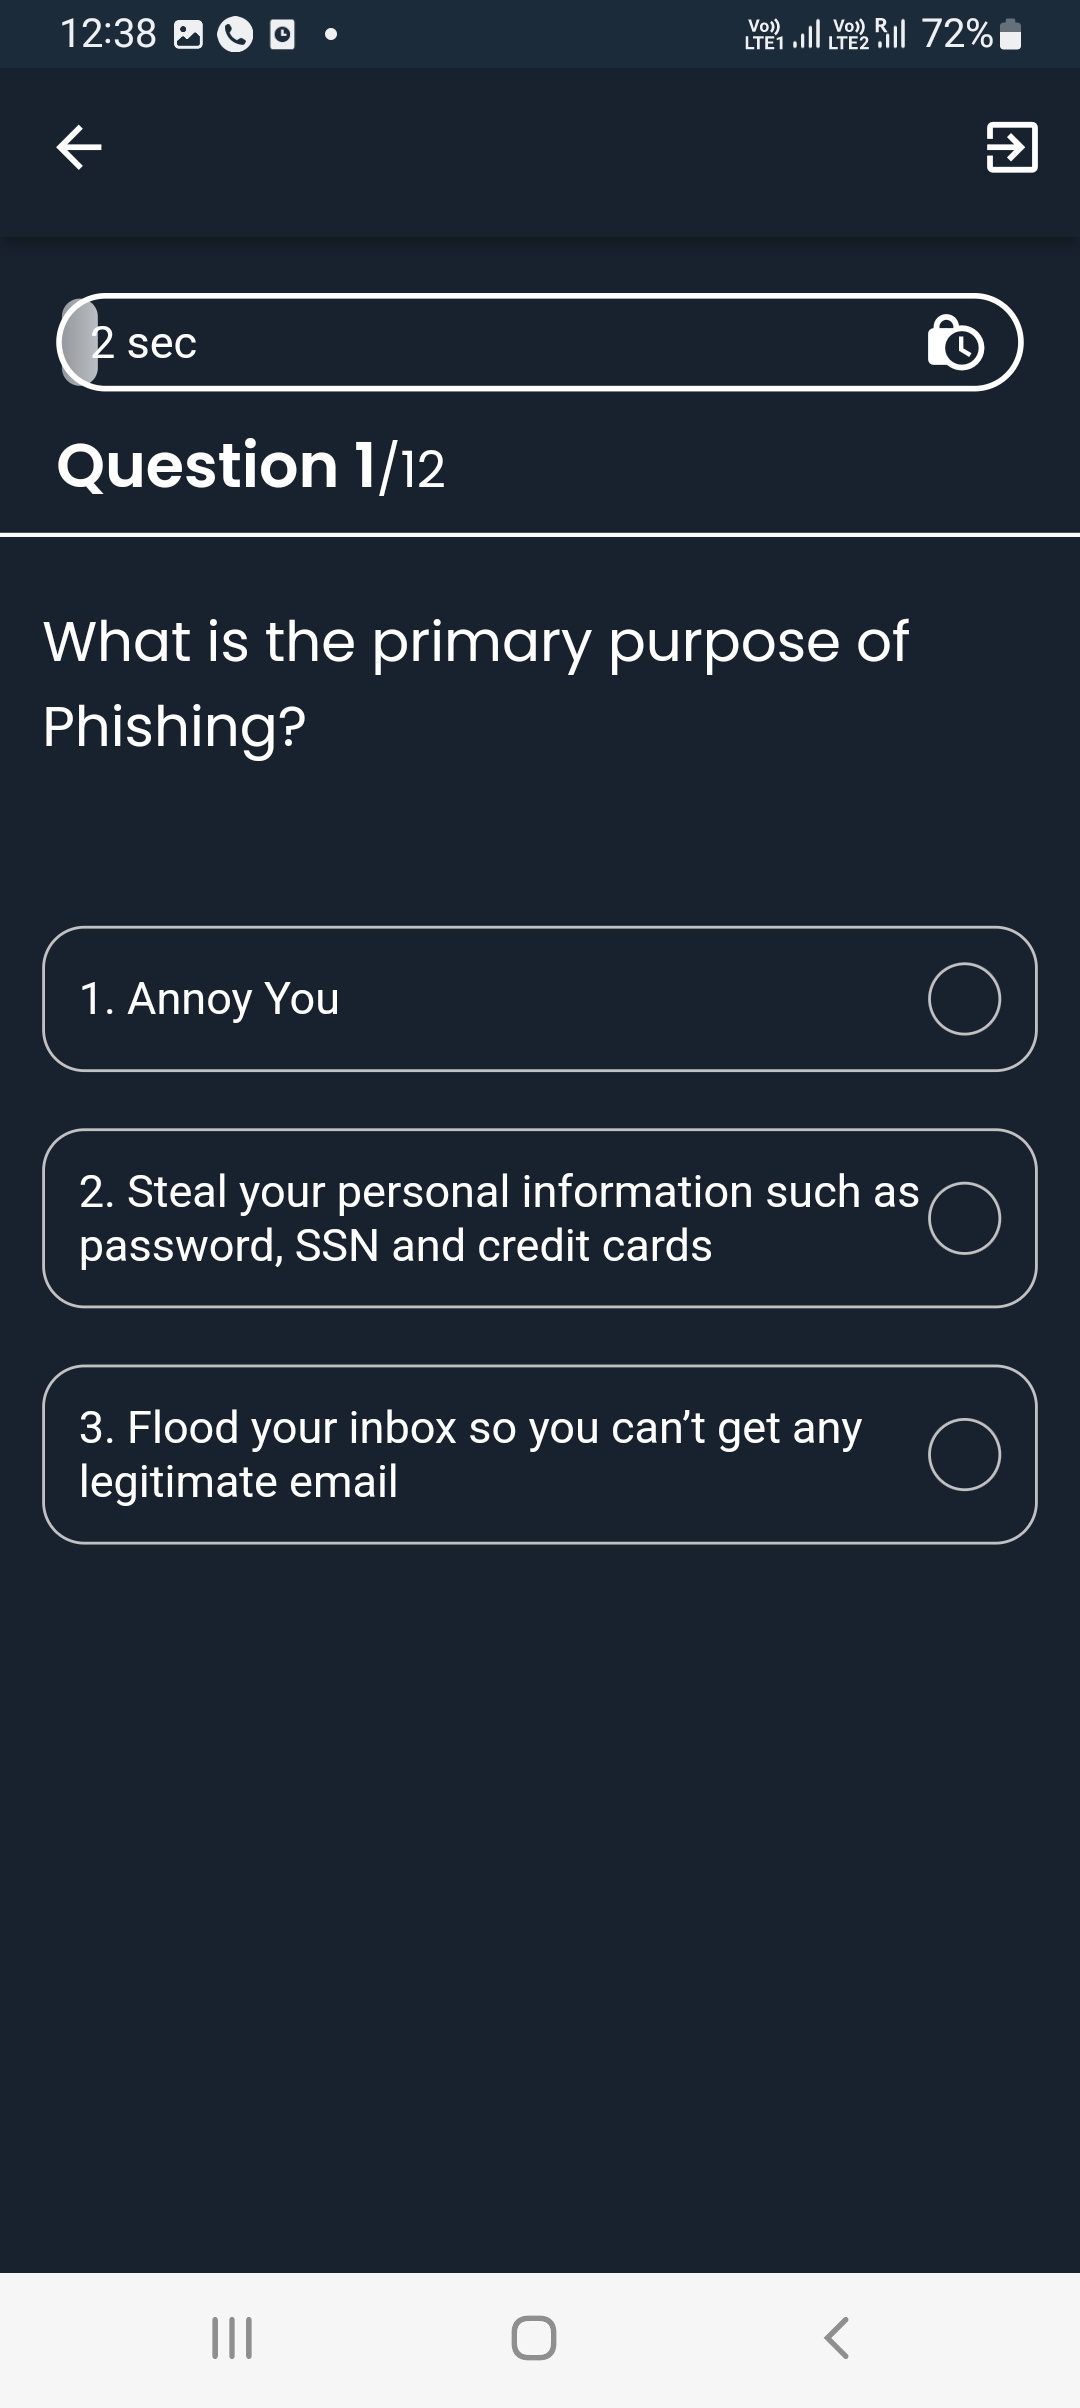 12:38 Vo)) LTE1 Vo)) LTE2 R 72%
2 sec
Question 1/12
What is the primary purpose of
Phishing?
1. Annoy You
2. Steal your personal information such as
password, SSN and credit cards
3. Flood your inbox so you can’t get any
legitimate email